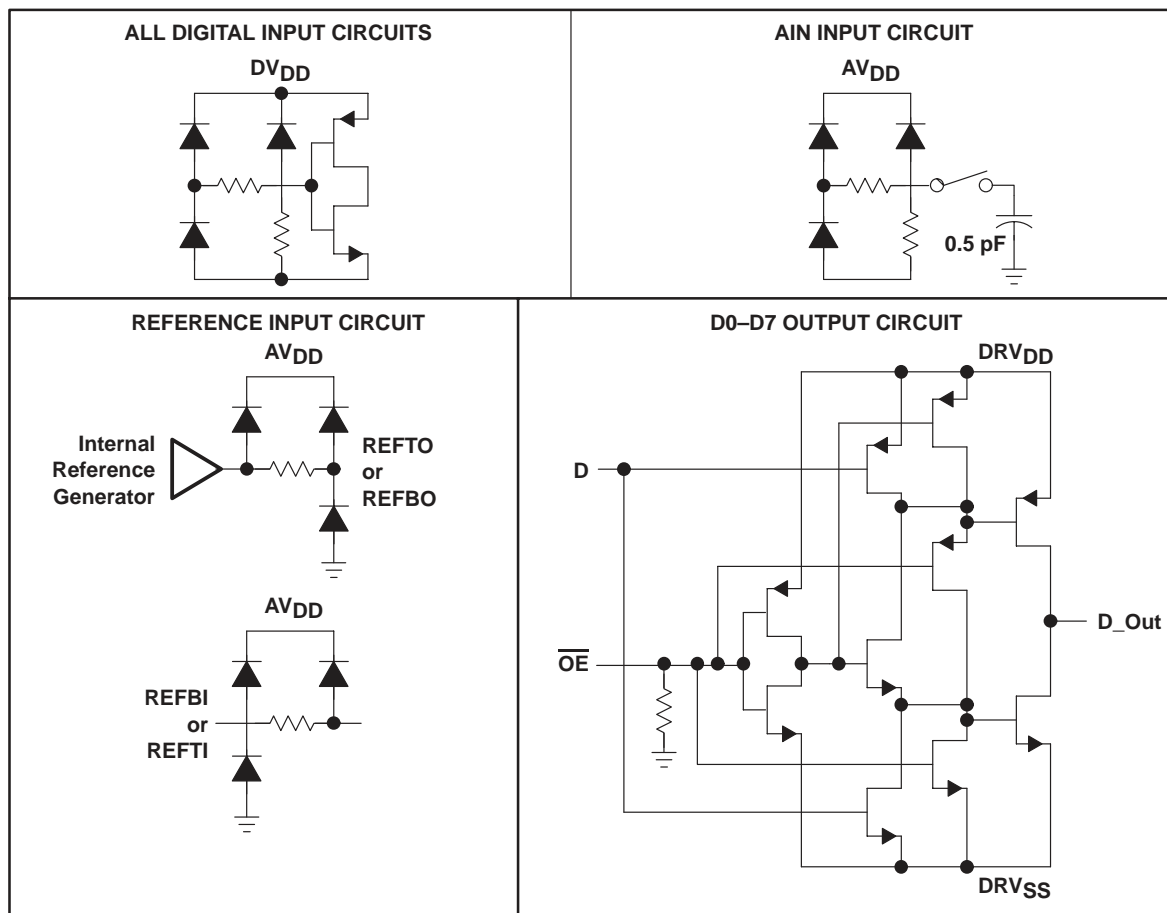 ALL DIGITAL INPUT CIRCUITS
DVDD
AIN INPUT CIRCUIT
AVDD
0.5 pF
REFERENCE INPUT CIRCUIT
AVDD
Internal
Reference
Generator
REFTO
or
REFBO
AVDD
REFBI
or
REFTI
D0–D7 OUTPUT CIRCUIT
DRVDD
D
D_Out
OE
DRVSS